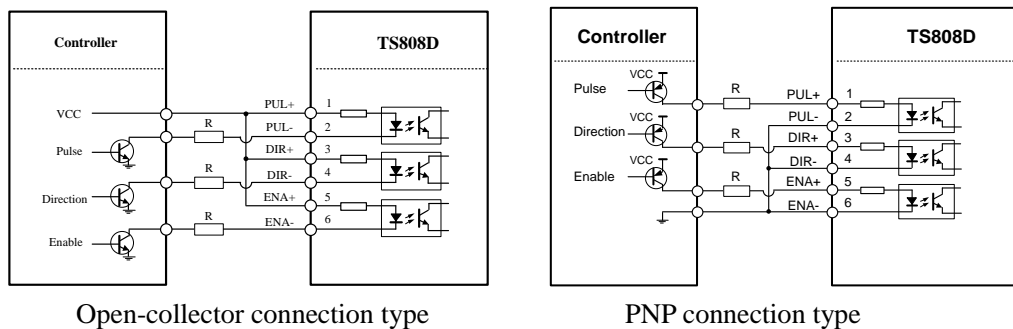 Controller
TS808D
VCC
PUL+
1
R
PUL-
2
Pulse
DIR+
3
R
DIR-
4
Direction
ENA+
5
R
ENA-
6
Enable
Open-collector connection type
Controller
TS808D
VCC
Pulse
R
PUL+
1
PUL-
2
VCC
Direction
R
DIR+
3
DIR-
4
VCC
Enable
R
ENA+
5
ENA-
6
PNP connection type